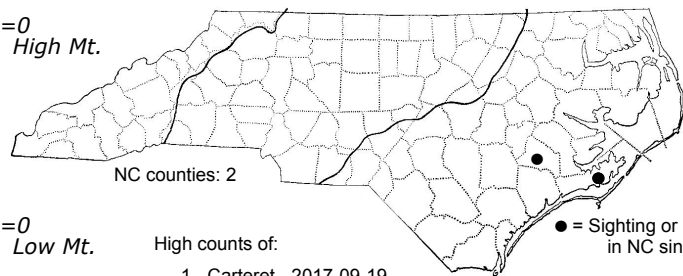 =0
High Mt.
NC counties: 2
=0
Low Mt.
High counts of:
● = Sighting or
in NC sin
1 - Carteret - 2017-09-19